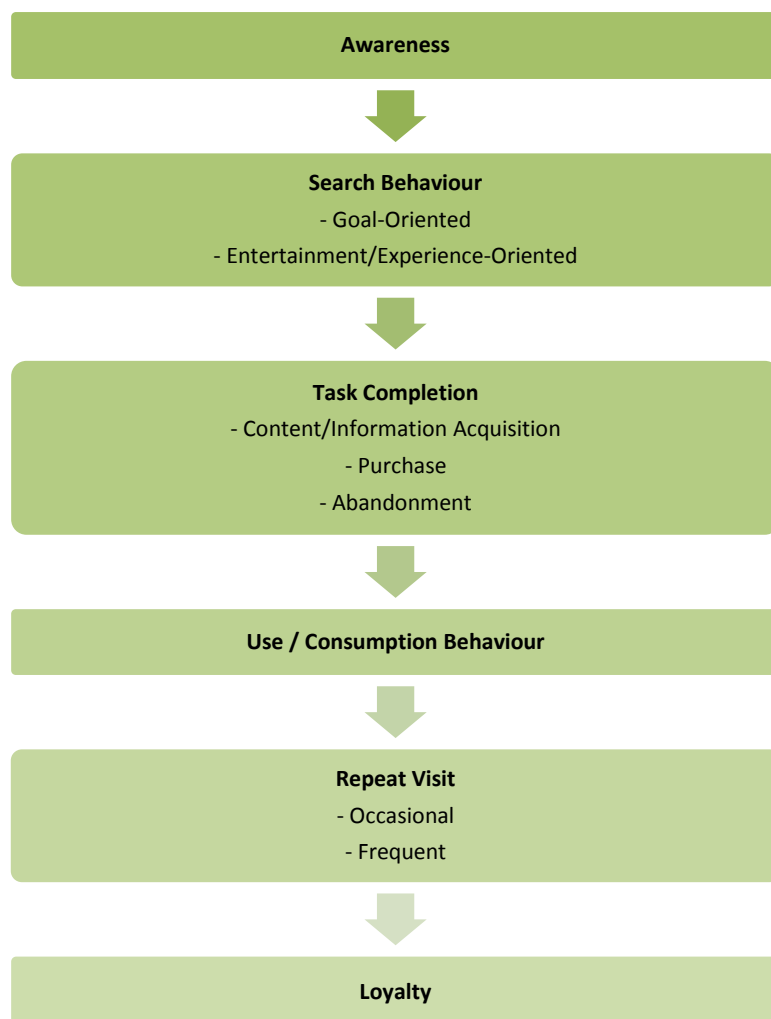 Awareness
Search Behaviour
- Goal-Oriented
- Entertainment/Experience-Oriented
Task Completion
- Content/Information Acquisition
- Purchase
- Abandonment
Use / Consumption Behaviour
Repeat Visit
- Occasional
- Frequent
Loyalty